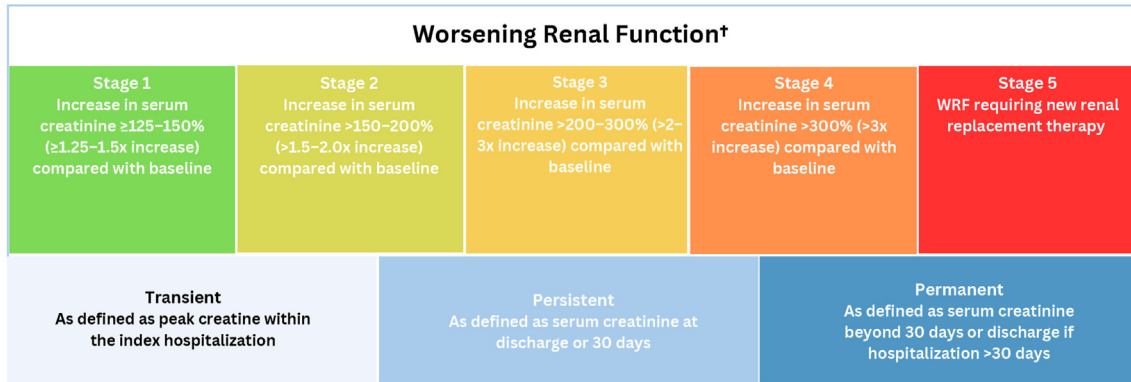 Worsening Renal Function†
Stage 1
Increase in serum
creatinine ≥125–150%
(≥1.25–1.5x increase)
compared with baseline
Stage 2
Increase in serum
creatinine >150–200%
(>1.5–2.0x increase)
compared with baseline
Stage 3
Increase in serum
creatinine >200–300% (>2–
3x increase) compared with
baseline
Stage 4
Increase in serum
creatinine >300% (>3x
increase) compared with
baseline
Stage 5
WRF requiring new renal
replacement therapy
Transient
As defined as peak creatine within
the index hospitalization
Persistent
As defined as serum creatinine at
discharge or 30 days
Permanent
As defined as serum creatinine
beyond 30 days or discharge if
hospitalization >30 days